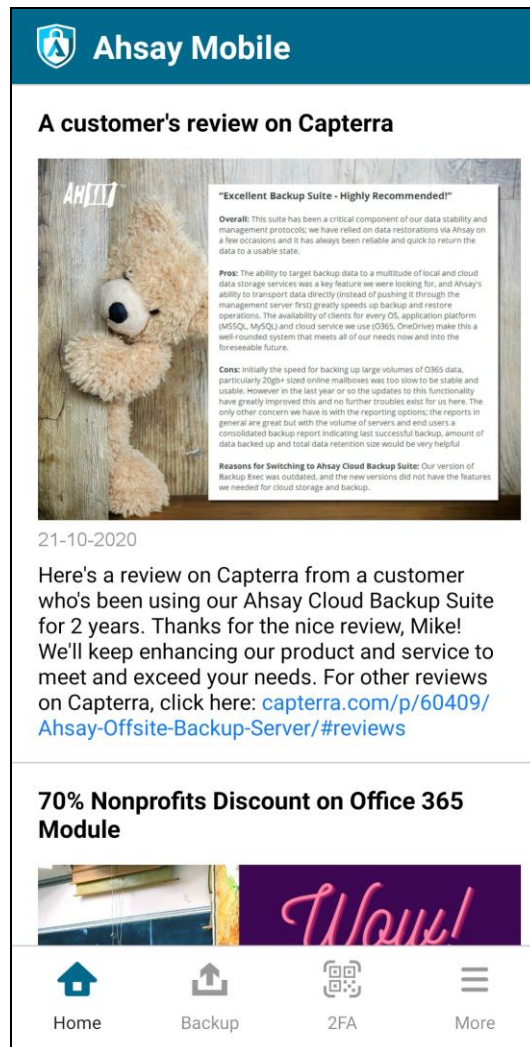 Ahsay Mobile
A customer's review on Capterra
AHSAY
"Excellent Backup Suite - Highly Recommended!"
Overall: This suite has been a critical component of our data stability and
management protocols; we have relied on data restorations via Ahsay on
a few occasions and it has always been reliable and quick to return the
data to a usable state.
Pros: The ability to target backup data to a multitude of local and cloud
data storage services was a key feature we were looking for, and Ahsay's
ability to transport data directly (instead of pushing it through the
management server first) greatly speeds up backup and restore
operations. The availability of clients for every OS, application platform
(MSSQL, MySQL) and cloud service we use (O365, OneDrive) make this a
well-rounded system that meets all of our needs now and into the
foreseeable future.
Cons: Initially the speed for backing up large volumes of O365 data,
particularly 20gb+ sized online mailboxes was too slow to be stable and
usable. However in the last year or so the updates to this functionality
have greatly improved this and no further troubles exist for us here. The
only other concern we have is with the reporting options; the reports in
general are great but with the volume of servers and end users a
consolidated backup report indicating last successful backup, amount of
data backed up and total data retention size would be very helpful
Reasons for Switching to Ahsay Cloud Backup Suite: Our version of
Backup Exec was outdated, and the new versions did not have the features
we needed for cloud storage and backup.
21-10-2020
Here's a review on Capterra from a customer
who's been using our Ahsay Cloud Backup Suite
for 2 years. Thanks for the nice review, Mike!
We'll keep enhancing our product and service to
meet and exceed your needs. For other reviews
on Capterra, click here: capterra.com/p/60409/
Ahsay-Offsite-Backup-Server/#reviews
70% Nonprofits Discount on Office 365
Module
Wow!
Home
Backup
2FA
More